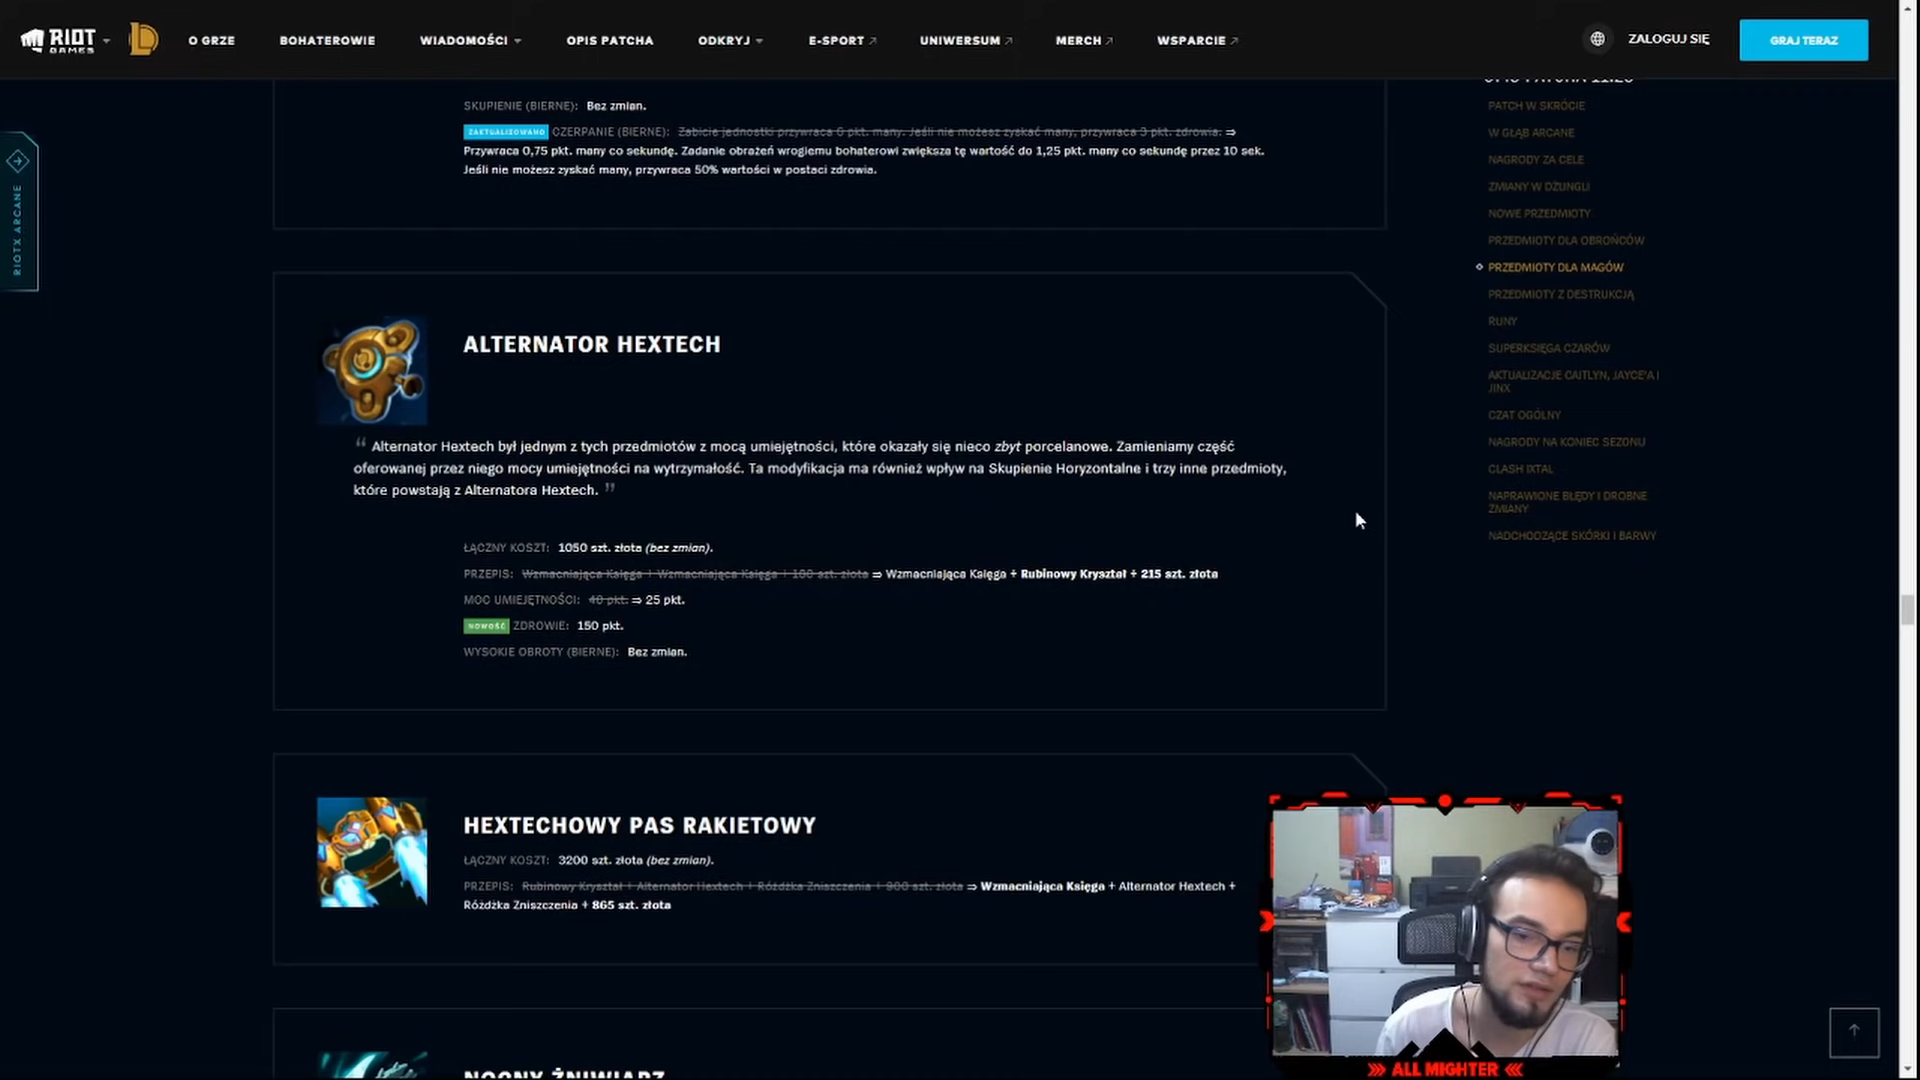 RIOT GAMES
O GRZE
BOHATEROWIE
WIADOMOŚCI
OPIS PATCHA
ODKRYJ
E-SPORT
UNIWERSUM
MERCH
WSPARCIE
ZALOGUJ SIĘ
GRAJ TERAZ
RIOTX ARCANE
SKUPIENIE (BIERNE): Bez zmian.
ZAKTUALIZOWANO CZERPANIE (BIERNE): Zabicie jednostki przywraca 6 pkt. many. Jeśli nie możesz zyskać many, przywraca 3 pkt. zdrowia. ⇒
Przywraca 0,75 pkt. many co sekundę. Zadanie obrażeń wrogiemu bohaterowi zwiększa tę wartość do 1,25 pkt. many co sekundę przez 10 sek.
Jeśli nie możesz zyskać many, przywraca 50% wartości w postaci zdrowia.
ALTERNATOR HEXTECH
“ Alternator Hextech był jednym z tych przedmiotów z mocą umiejętności, które okazały się nieco zbyt porcelanowe. Zamieniamy część
oferowanej przez niego mocy umiejętności na wytrzymałość. Ta modyfikacja ma również wpływ na Skupienie Horyzontalne i trzy inne przedmioty,
które powstają z Alternatora Hextech. ”
ŁĄCZNY KOSZT: 1050 szt. złota (bez zmian).
PRZEPIS: Wzmacniająca Księga + Wzmacniająca Księga + 180 szt. złota ⇒ Wzmacniająca Księga + Rubinowy Kryształ + 215 szt. złota
MOC UMIEJĘTNOŚCI: 40 pkt. ⇒ 25 pkt.
NOWOŚĆ ZDROWIE: 150 pkt.
WYSOKIE OBROTY (BIERNE): Bez zmian.
HEXTECHOWY PAS RAKIETOWY
ŁĄCZNY KOSZT: 3200 szt. złota (bez zmian).
PRZEPIS: Rubinowy Kryształ + Alternator Hextech + Różdżka Zniszczenia + 900 szt. złota ⇒ Wzmacniająca Księga + Alternator Hextech +
Różdżka Zniszczenia + 865 szt. złota
NOCNY ŻNIWIARZ
OPIS PATCHA 11.23
PATCH W SKRÓCIE
W GŁĄB ARCANE
NAGRODY ZA CELE
ZMIANY W DŻUNGLI
NOWE PRZEDMIOTY
PRZEDMIOTY DLA OBROŃCÓW
PRZEDMIOTY DLA MAGÓW
PRZEDMIOTY Z DESTRUKCJĄ
RUNY
SUPERKSIĘGA CZARÓW
AKTUALIZACJE CAITLYN, JAYCE'A I
JINX
CZAT OGÓLNY
NAGRODY NA KONIEC SEZONU
CLASH IXTAL
NAPRAWIONE BŁĘDY I DROBNE
ZMIANY
NADCHODZĄCE SKÓRKI I BARWY
ALL MIGHTER